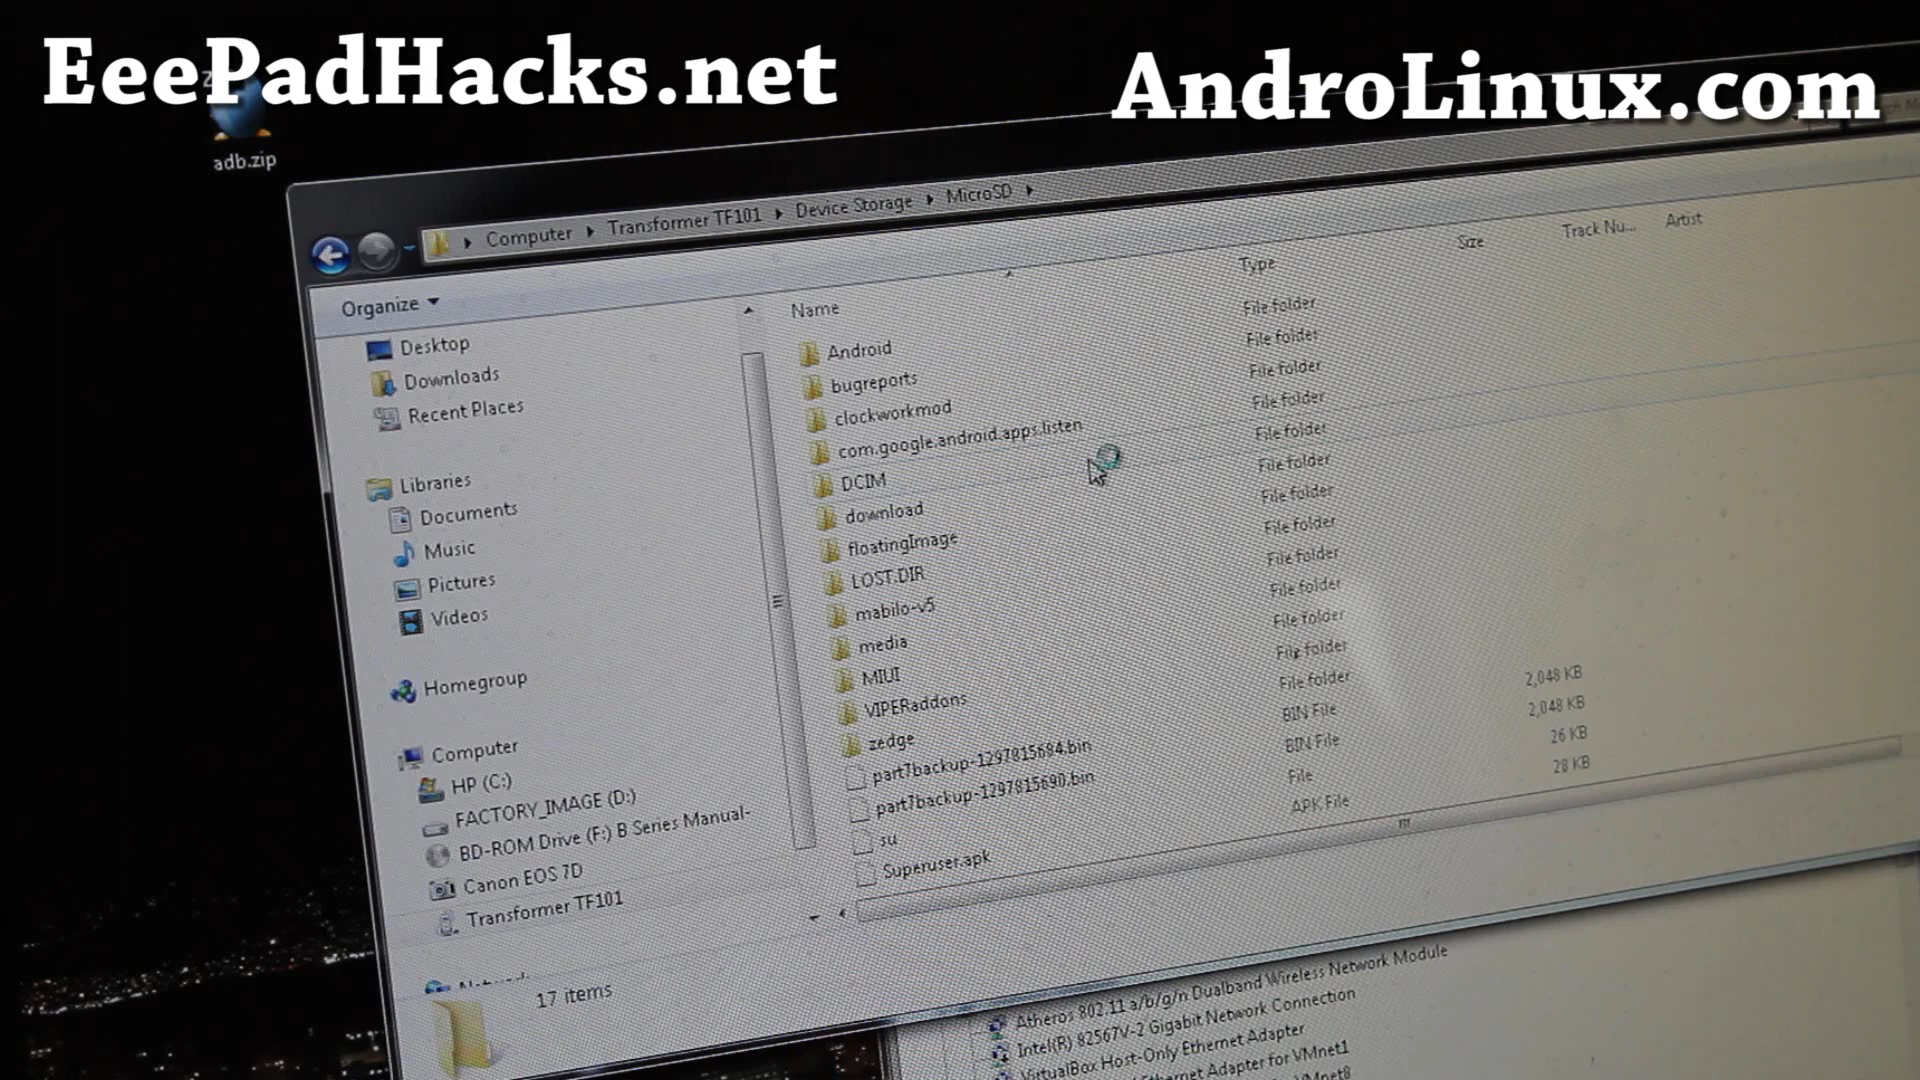 EeePadHacks.net
AndroLinux.com
adb.zip
Computer
Transformer TF101
Device Storage
MicroSD
Organize
Name
Type
Size
Track Nu...
Artist
Desktop
Downloads
Recent Places
Libraries
Documents
Music
Pictures
Videos
Homegroup
Computer
HP (C:)
FACTORY_IMAGE (D:)
BD-ROM Drive (F:) B Series Manual-
Canon EOS 7D
Transformer TF101
Android
bugreports
clockworkmod
com.google.android.apps.listen
DCIM
download
floatingImage
LOST.DIR
mabilo-v5
media
MIUI
VIPERaddons
zedge
part7backup-1297815684.bin
part7backup-1297815690.bin
su
Superuser.apk
File folder
File folder
File folder
File folder
File folder
File folder
File folder
File folder
File folder
File folder
File folder
File folder
File folder
BIN File
BIN File
File
APK File
2,048 KB
2,048 KB
26 KB
28 KB
17 items
Atheros 802.11 a/b/g/n Dualband Wireless Network Module
Intel(R) 82567V-2 Gigabit Network Connection
VirtualBox Host-Only Ethernet Adapter
Ethernet Adapter for VMnet1
VMnet8